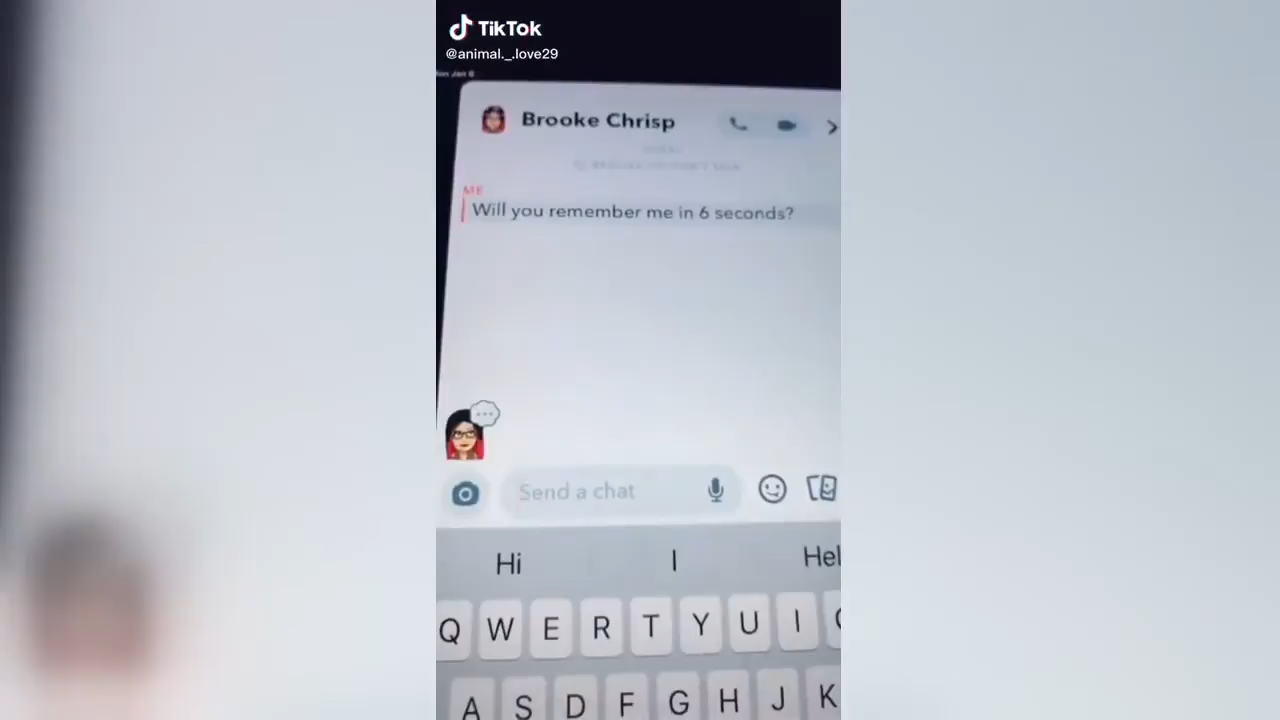 TikTok
@animal._.love29
Brooke Chrisp
ME
Will you remember me in 6 seconds?
Send a chat
Hi
I
Hel
Q W E R T Y U I
A S D F G H J K